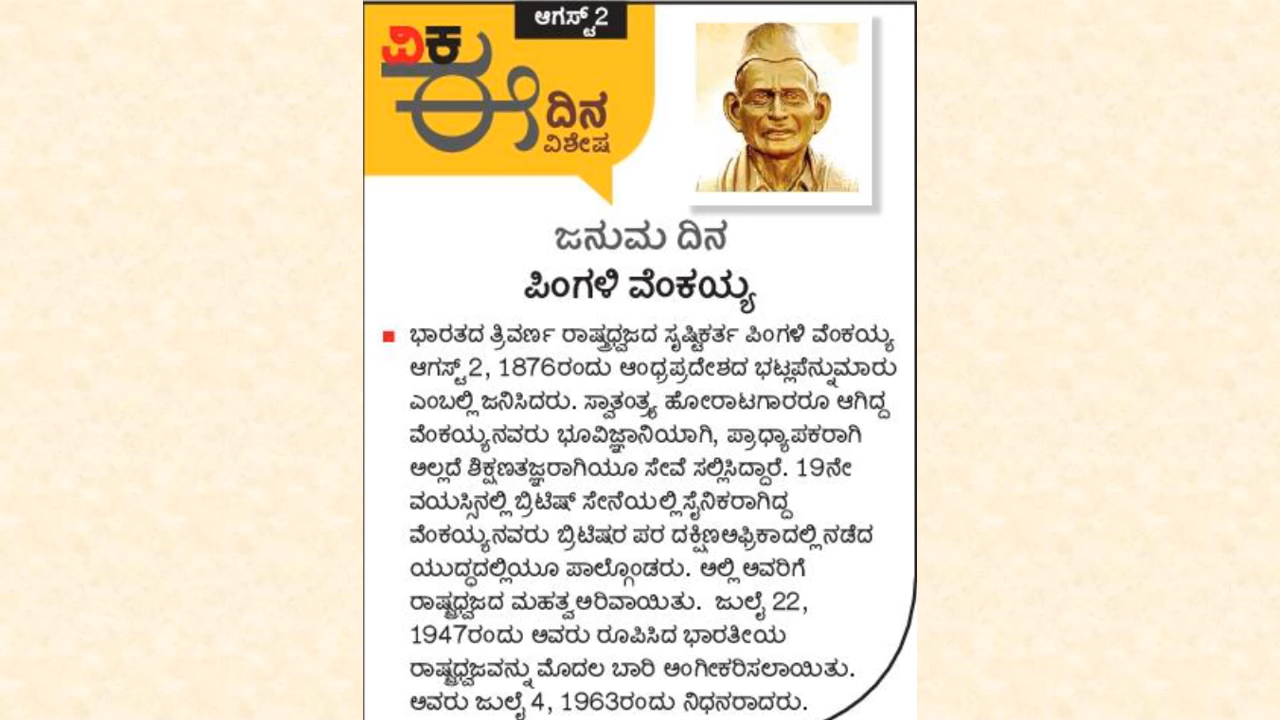 ಆಗಸ್ಟ್ 2
ವಿಕ
ಈ ದಿನ
ವಿಶೇಷ
ಜನುಮ ದಿನ
ಪಿಂಗಳಿ ವೆಂಕಯ್ಯ
ಭಾರತದ ತ್ರಿವರ್ಣ ರಾಷ್ಟ್ರಧ್ವಜದ ಸೃಷ್ಟಿಕರ್ತ ಪಿಂಗಳಿ ವೆಂಕಯ್ಯ
ಆಗಸ್ಟ್ 2, 1876ರಂದು ಆಂಧ್ರಪ್ರದೇಶದ ಭಟ್ಲಪೆನ್ನುಮಾರು
ಎಂಬಲ್ಲಿ ಜನಿಸಿದರು. ಸ್ವಾತಂತ್ರ್ಯ ಹೋರಾಟಗಾರರೂ ಆಗಿದ್ದ
ವೆಂಕಯ್ಯನವರು ಭೂವಿಜ್ಞಾನಿಯಾಗಿ, ಪ್ರಾಧ್ಯಾಪಕರಾಗಿ
ಅಲ್ಲದೆ ಶಿಕ್ಷಣತಜ್ಞರಾಗಿಯೂ ಸೇವೆ ಸಲ್ಲಿಸಿದ್ದಾರೆ. 19ನೇ
ವಯಸ್ಸಿನಲ್ಲಿ ಬ್ರಿಟಿಷ್ ಸೇನೆಯಲ್ಲಿ ಸೈನಿಕರಾಗಿದ್ದ
ವೆಂಕಯ್ಯನವರು ಬ್ರಿಟಿಷರ ಪರ ದಕ್ಷಿಣ ಆಫ್ರಿಕಾದಲ್ಲಿ ನಡೆದ
ಯುದ್ಧದಲ್ಲಿಯೂ ಪಾಲ್ಗೊಂಡರು. ಅಲ್ಲಿ ಅವರಿಗೆ
ರಾಷ್ಟ್ರಧ್ವಜದ ಮಹತ್ವ ಅರಿವಾಯಿತು. ಜುಲೈ 22,
1947ರಂದು ಅವರು ರೂಪಿಸಿದ ಭಾರತೀಯ
ರಾಷ್ಟ್ರಧ್ವಜವನ್ನು ಮೊದಲ ಬಾರಿ ಅಂಗೀಕರಿಸಲಾಯಿತು.
ಅವರು ಜುಲೈ 4, 1963ರಂದು ನಿಧನರಾದರು.